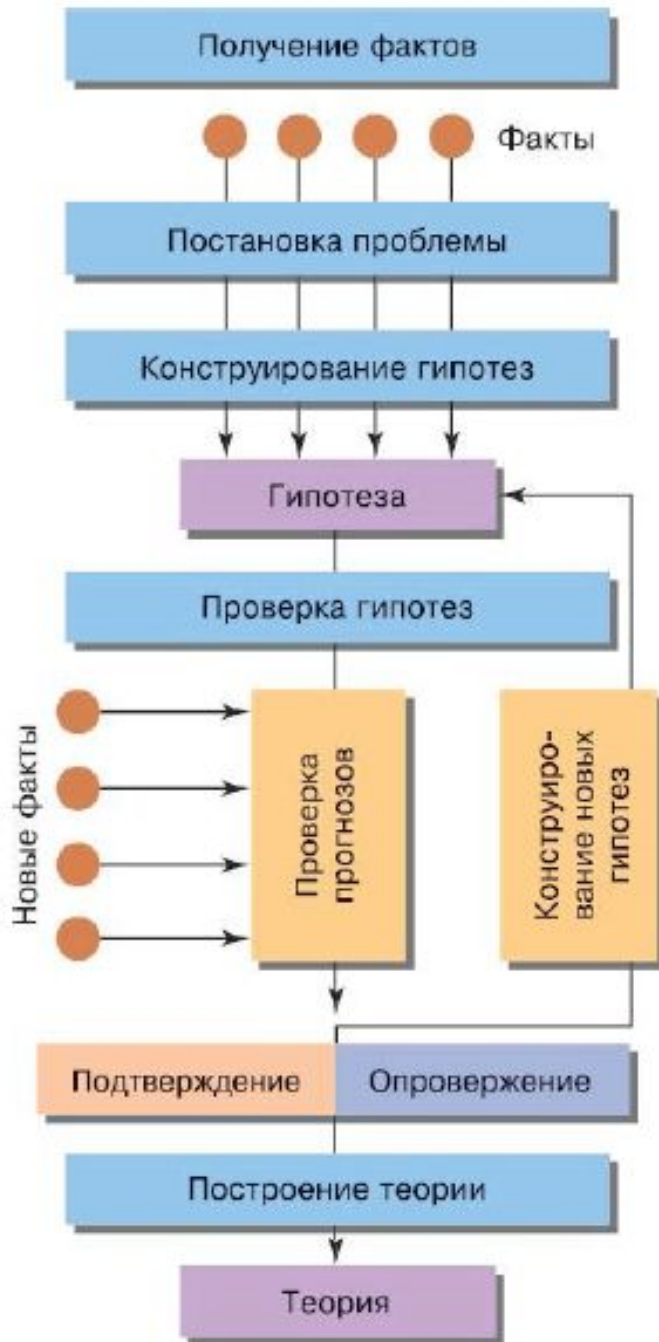 Получение фактов
Факты
Постановка проблемы
Конструирование гипотез
Гипотеза
Проверка гипотез
Новые факты
Проверка
прогнозов
Конструиро-
вание новых
гипотез
Подтверждение
Опровержение
Построение теории
Теория